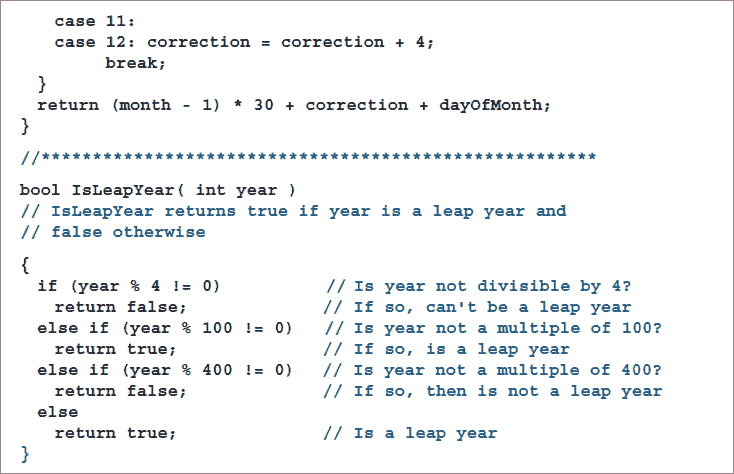 case 11:
case 12: correction = correction + 4;
break;
}
return (month - 1) * 30 + correction + dayOfMonth;
}
//******************************************************
bool IsLeapYear( int year )
// IsLeapYear returns true if year is a leap year and
// false otherwise
{
if (year % 4 != 0) // Is year not divisible by 4?
return false; // If so, can't be a leap year
else if (year % 100 != 0) // Is year not a multiple of 100?
return true; // If so, is a leap year
else if (year % 400 != 0) // Is year not a multiple of 400?
return false; // If so, then is not a leap year
else
return true; // Is a leap year
}